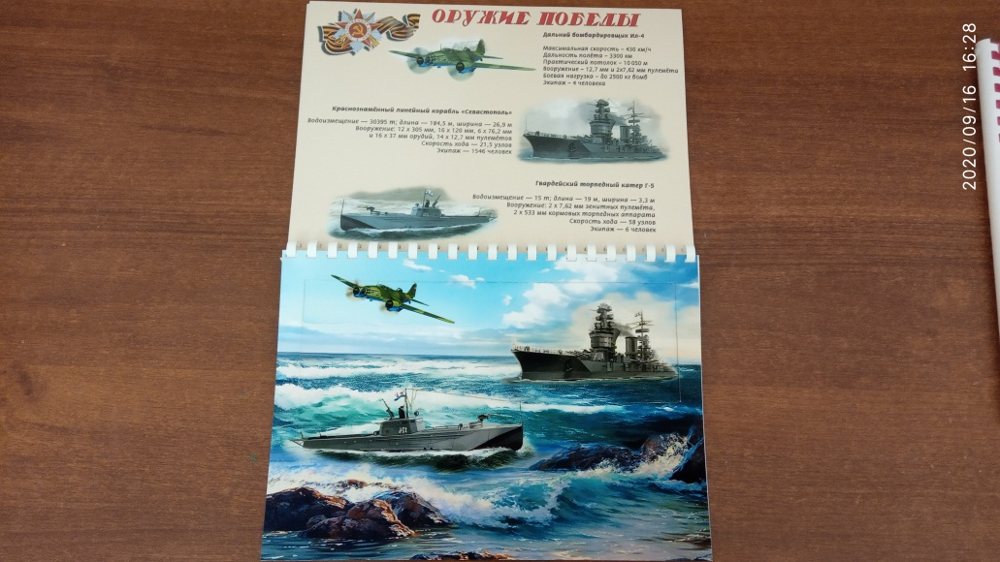 ОРУЖИЕ ПОБЕДЫ
Дальний бомбардировщик Ил-4
Максимальная скорость – 430 км/ч
Дальность полёта – 3300 км
Практический потолок – 10 050 м
Вооружение – 12,7 мм и 2Х7,62 мм пулемёта
Боевая нагрузка – до 2500 кг бомб
Экипаж – 4 человека
Краснознамённый линейный корабль «Севастополь»
Водоизмещение — 30395 т; длина — 184,5 м, ширина — 26,9 м
Вооружение: 12 х 305 мм, 16 х 120 мм, 6 х 76,2 мм
и 16 х 37 мм орудий, 14 х 12,7 мм пулемётов
Скорость хода — 21,5 узлов
Экипаж — 1546 человек
Гвардейский торпедный катер Г-5
Водоизмещение — 15 т; длина — 19 м, ширина — 3,3 м
Вооружение: 2 х 7,62 мм зенитных пулемёта,
2 х 533 мм кормовых торпедных аппарати
Скорость хода — 58 узлов
Экипаж — 6 человек
2020/09/16 16:28